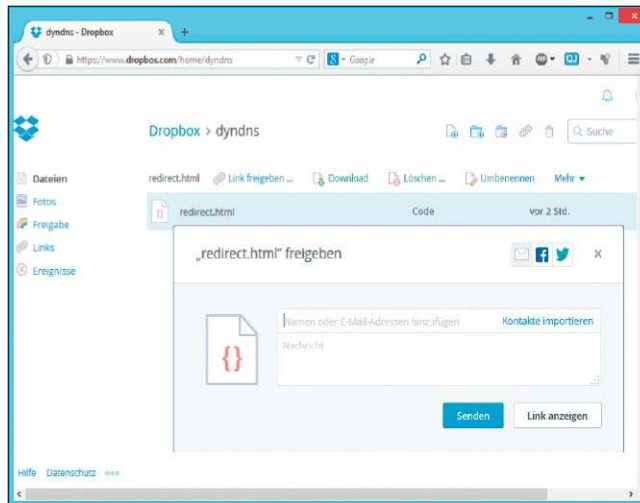 dyndns - Dropbox × +
https://www.dropbox.com/home/dyndns Google
Dropbox > dyndns
Suche
Dateien
Fotos
Freigabe
Links
Ereignisse
redirect.html Link freigeben ... Download Löschen ... Umbenennen Mehr
redirect.html Code vor 2 Std.
„redirect.html“ freigeben
Namen oder E-Mail-Adressen hinzufügen Kontakte importieren
Nachricht
{}
Senden Link anzeigen
Hilfe Datenschutz